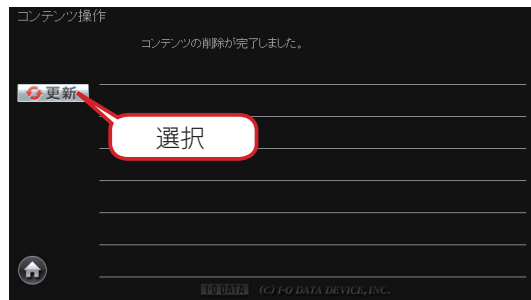 コンテンツ操作
コンテンツの削除が完了しました。
更新
選択
I-O DATA (C) I-O DATA DEVICE, INC.